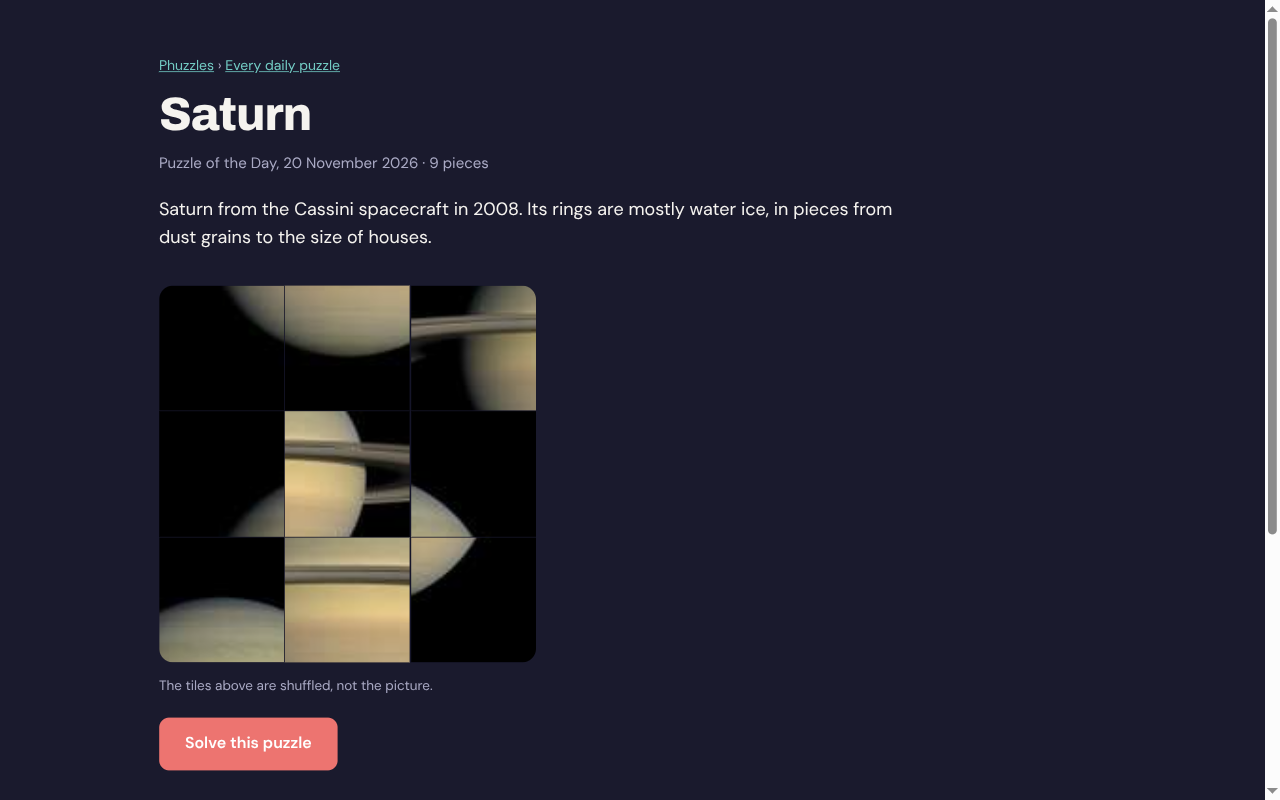 Phuzzles › Every daily puzzle
Saturn
Puzzle of the Day, 20 November 2026 · 9 pieces
Saturn from the Cassini spacecraft in 2008. Its rings are mostly water ice, in pieces from
dust grains to the size of houses.
The tiles above are shuffled, not the picture.
Solve this puzzle